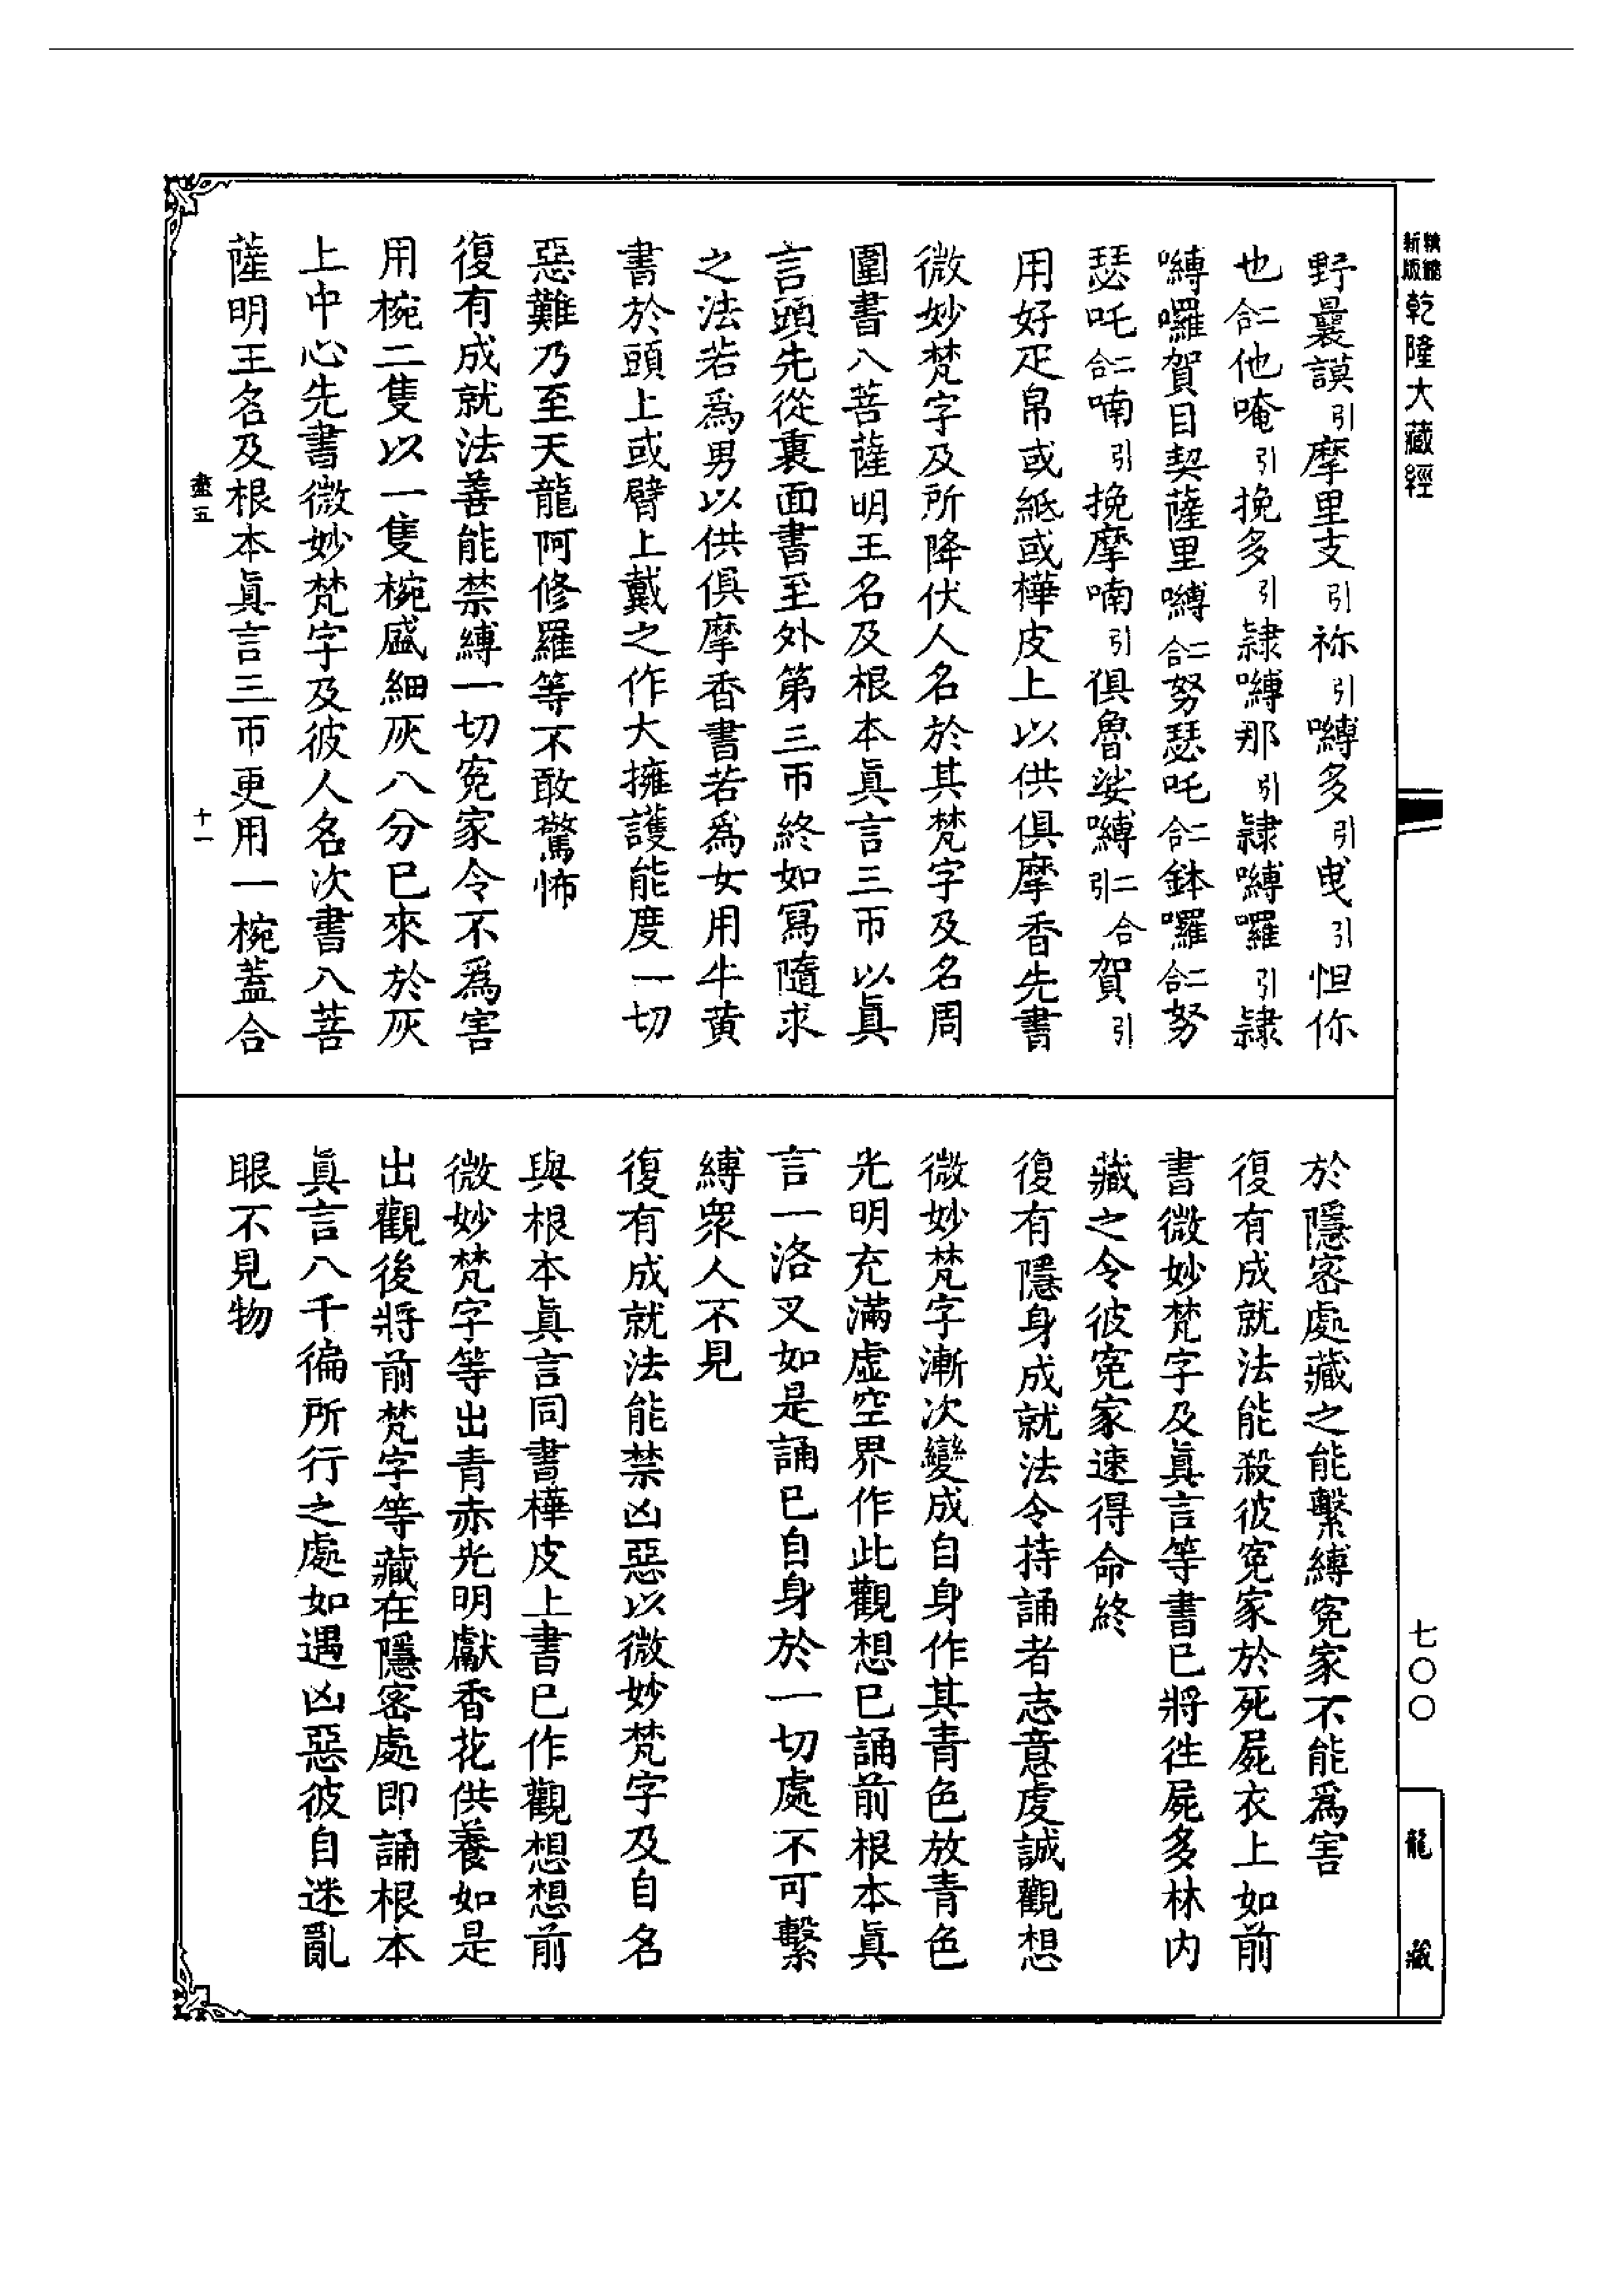 新版
精縮
乾隆大藏經
野曩謨引摩里支引祢引嚩多引曳引怛你
也二合他唵引挽多引隷嚩那引隷嚩囉引隷
嚩囉賀目契薩里嚩二合努瑟吒二合鉢囉二合努
瑟吒二合喃引挽摩喃引俱魯娑嚩二合引賀引
用好疋帛或紙或樺皮上以供俱摩香先書
微妙梵字及所降伏人名於其梵字及名周
圍書八菩薩明王名及根本眞言三帀以眞
言頭先從裏面書至外第三帀終如寫隨求
之法若爲男以供俱摩香書若爲女用牛黃
書於頭上或臂上戴之作大擁護能度一切
惡難乃至天龍阿修羅等不敢驚怖
復有成就法善能禁縛一切寃家令不爲害
用椀二隻以一隻椀盛細灰八分已來於灰
上中心先書微妙梵字及彼人名次書八菩
薩明王名及根本眞言三帀更用一椀蓋合
盡五
十一
於隱密處藏之能繫縛寃家不能爲害
復有成就法能殺彼寃家於死屍衣上如前
書微妙梵字及眞言等書已將往屍多林内
藏之令彼寃家速得命終
復有隱身成就法令持誦者志意虔誠觀想
微妙梵字漸次變成自身作其青色放青色
光明充滿虛空界作此觀想已誦前根本眞
言一洛叉如是誦已自身於一切處不可繫
縛衆人不見
復有成就法能禁凶惡以微妙梵字及自名
與根本眞言同書樺皮上書已作觀想想前
微妙梵字等出青赤光明獻香花供養如是
出觀後將前梵字等藏在隱密處即誦根本
眞言八千徧所行之處如遇凶惡彼自迷亂
眼不見物
七〇〇
龍藏